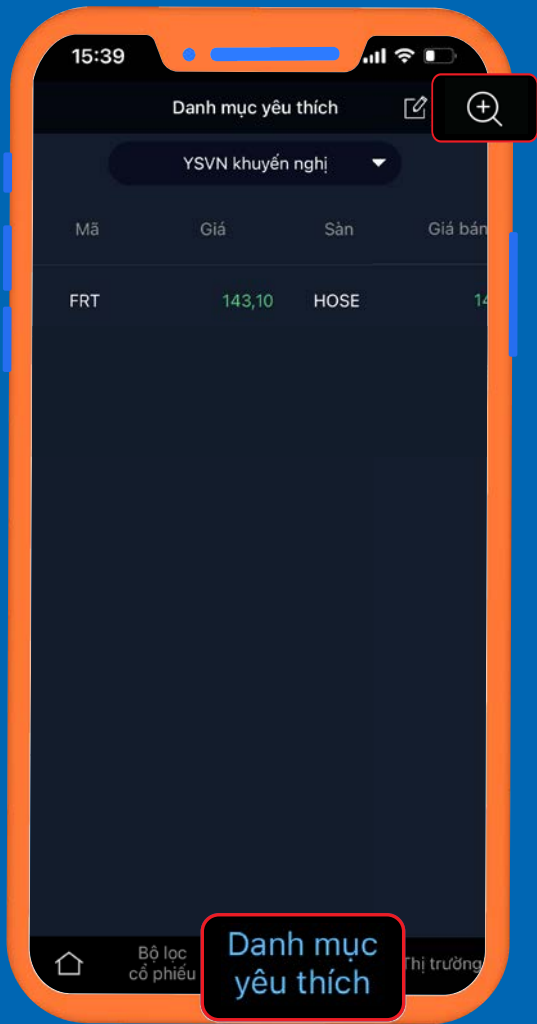 15:39
Danh mục yêu thích
YSVN khuyến nghị
Mã Giá Sàn Giá bán
FRT 143,10 HOSE 14
Bộ lọc
cổ phiếu
Danh mục
yêu thích
Thị trường